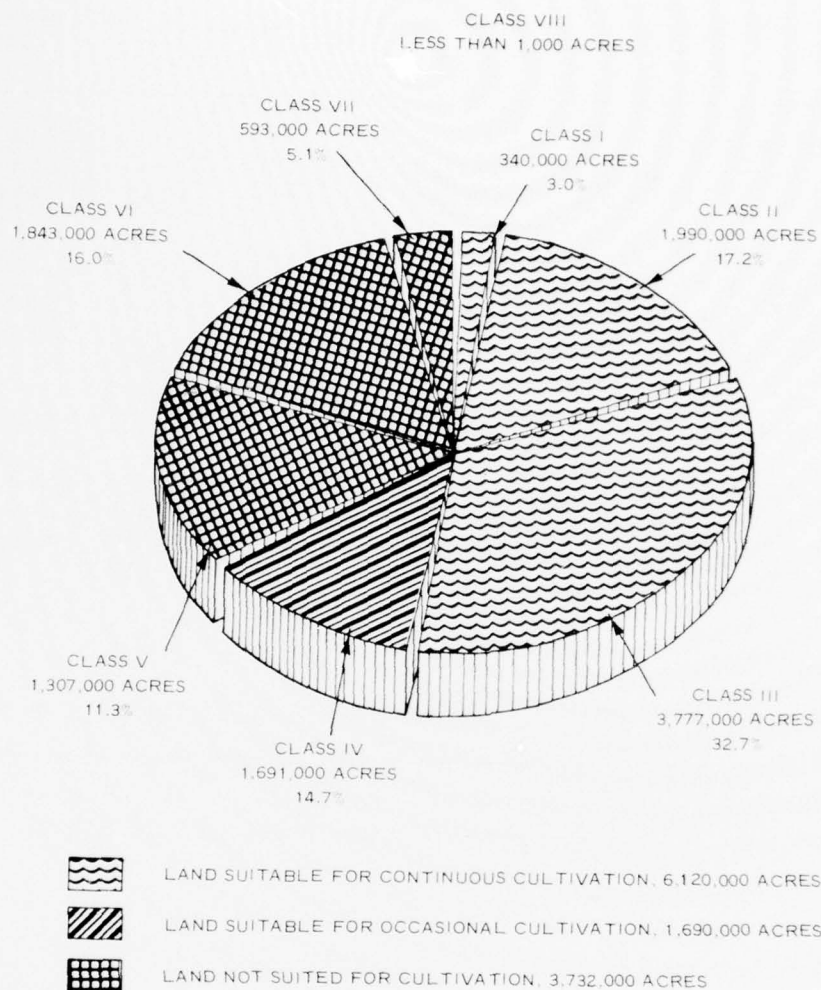 CLASS VIII
LESS THAN 1,000 ACRES
CLASS VII
593,000 ACRES
5.1%
CLASS I
340,000 ACRES
3.0%
CLASS VI
1,843,000 ACRES
16.0%
CLASS II
1,990,000 ACRES
17.2%
CLASS V
1,307,000 ACRES
11.3%
CLASS III
3,777,000 ACRES
32.7%
CLASS IV
1,691,000 ACRES
14.7%
LAND SUITABLE FOR CONTINUOUS CULTIVATION, 6,120,000 ACRES
LAND SUITABLE FOR OCCASIONAL CULTIVATION, 1,690,000 ACRES
LAND NOT SUITED FOR CULTIVATION, 3,732,000 ACRES